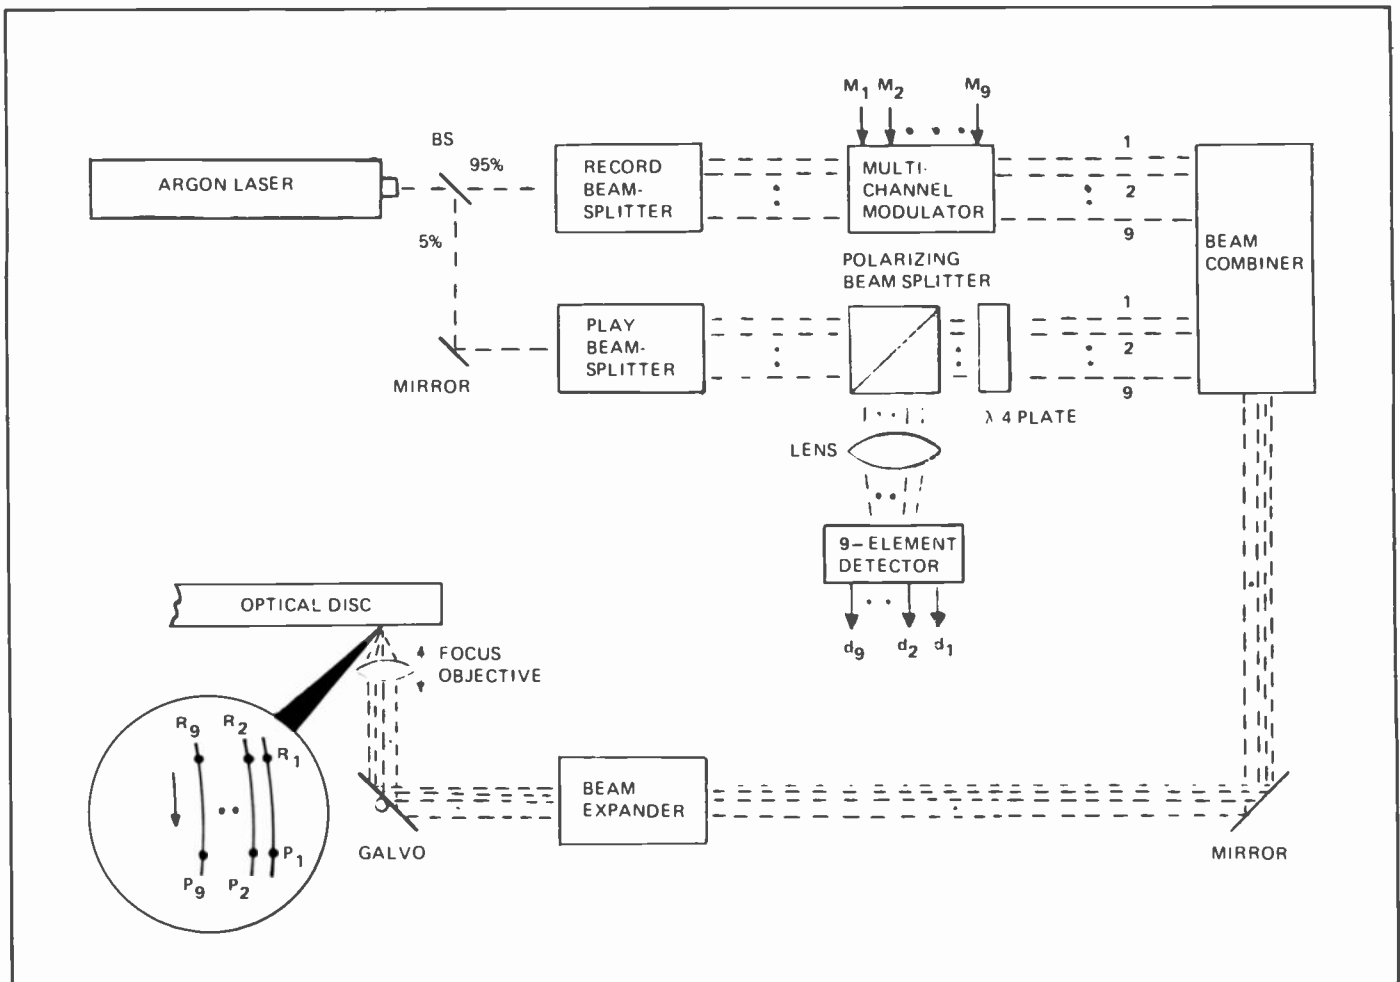 M1 M2 M9
BS
95%
ARGON LASER
5%
RECORD
BEAM-
SPLITTER
MULTI-
CHANNEL
MODULATOR
1
2
9
BEAM
COMBINER
POLARIZING
BEAM SPLITTER
MIRROR
PLAY
BEAM-
SPLITTER
1
2
9
λ 4 PLATE
LENS
9-ELEMENT
DETECTOR
d9 d2 d1
OPTICAL DISC
FOCUS
OBJECTIVE
R9 R2 R1
P9 P2 P1
GALVO
BEAM
EXPANDER
MIRROR